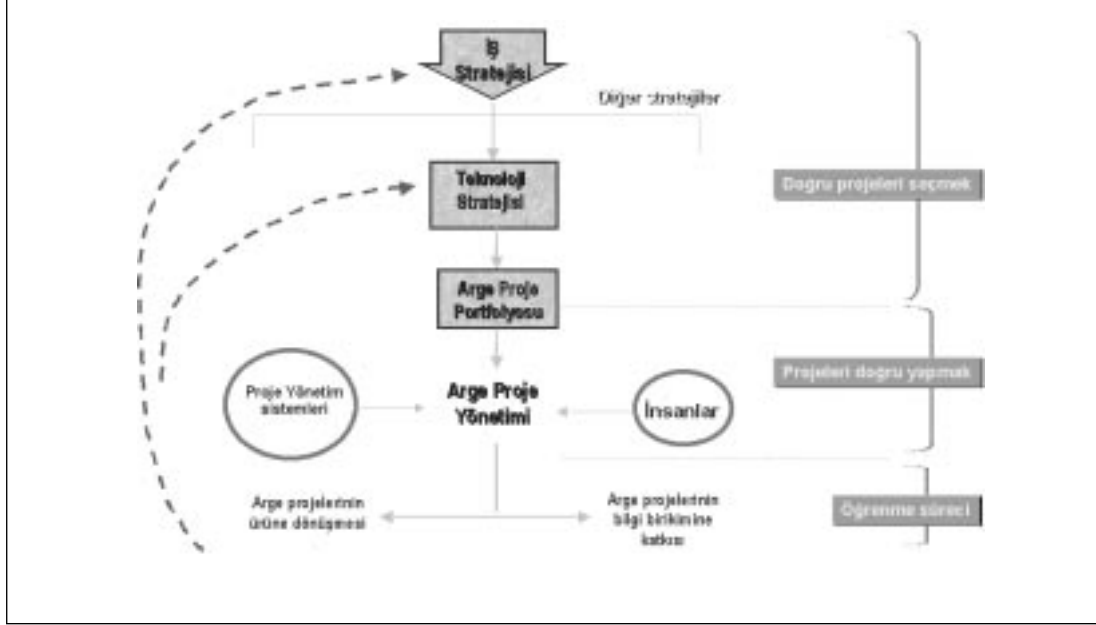 İş
Stratejisi
Diğer stratejiler
Teknoloji
Stratejisi
Doğru projeleri seçmek
Arge Proje
Portfolyosu
Proje Yönetim
sistemleri
Arge Proje
Yönetimi
İnsanlar
Projeleri doğru yapmak
Arge projelerinin
ürüne dönüşmesi
Arge projelerinin
bilgi birikimine
katkısı
Öğrenme süreci